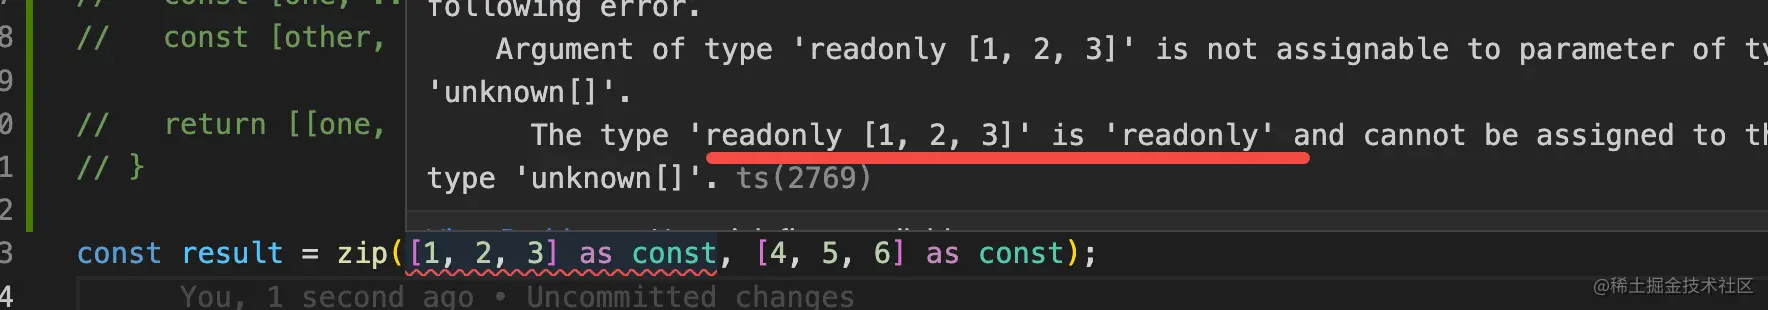 // const [one, ..
following error.
8 // const [other,
Argument of type 'readonly [1, 2, 3]' is not assignable to parameter of ty
9
'unknown[]'.
0 // return [[one,
The type 'readonly [1, 2, 3]' is 'readonly' and cannot be assigned to th
1 // }
type 'unknown[]'. ts(2769)
2
3 const result = zip([1, 2, 3] as const, [4, 5, 6] as const);
4 You, 1 second ago • Uncommitted changes
@稀土掘金技术社区